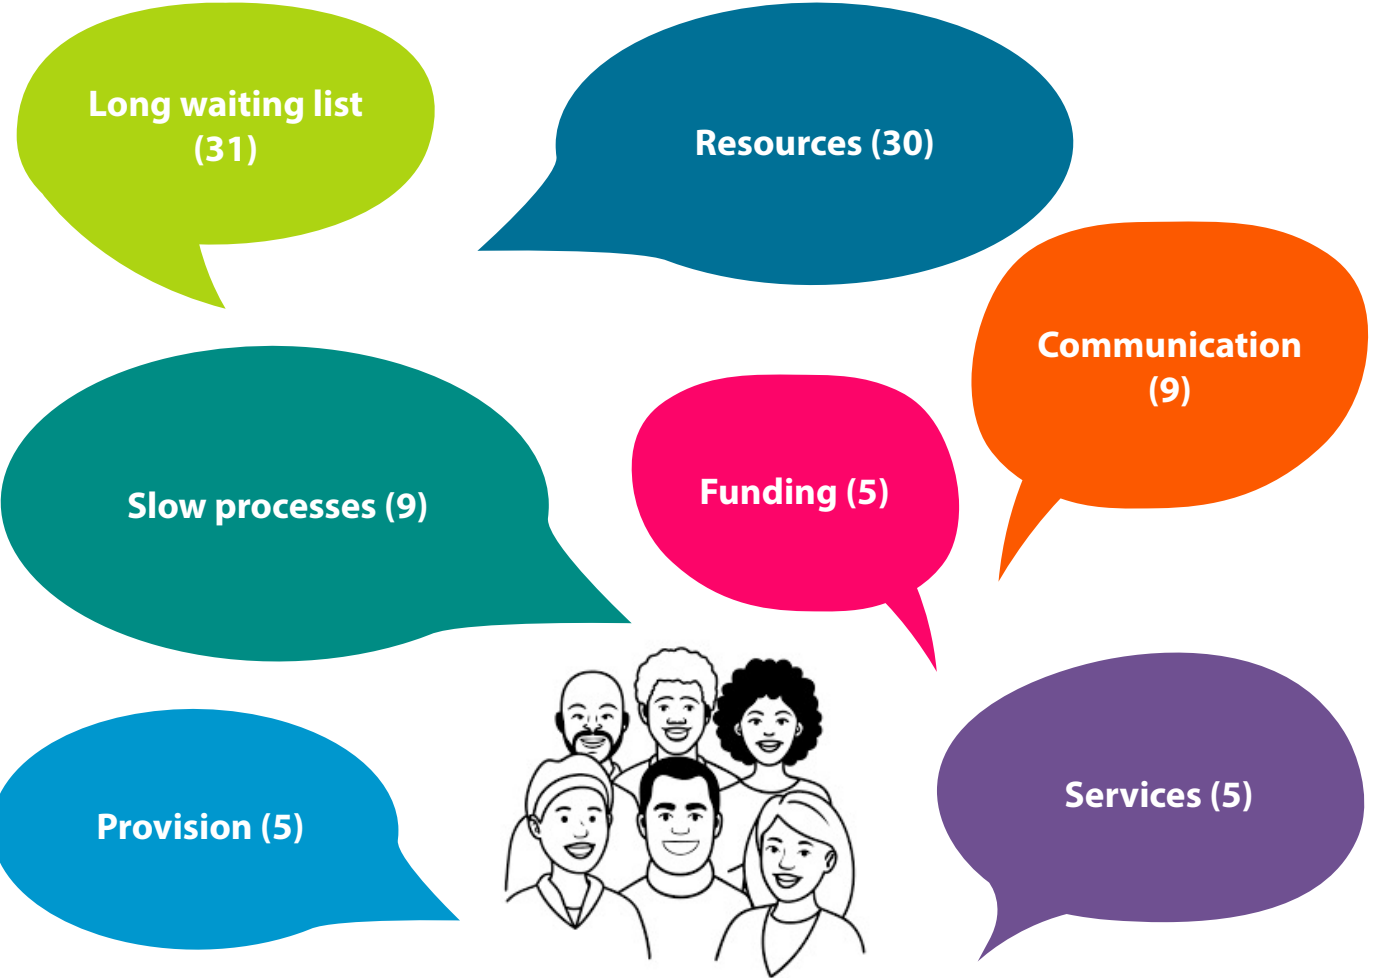 Long waiting list
(31)
Resources (30)
Communication
(9)
Slow processes (9)
Funding (5)
Provision (5)
Services (5)